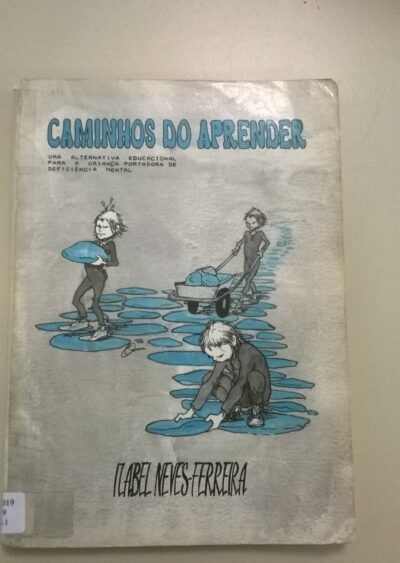 CAMINHOS DO APRENDER
UMA ALTERNATIVA EDUCACIONAL
PARA A CRIANÇA PORTADORA DE
DEFICIÊNCIA MENTAL
IZABEL NEVES-FERREIRA